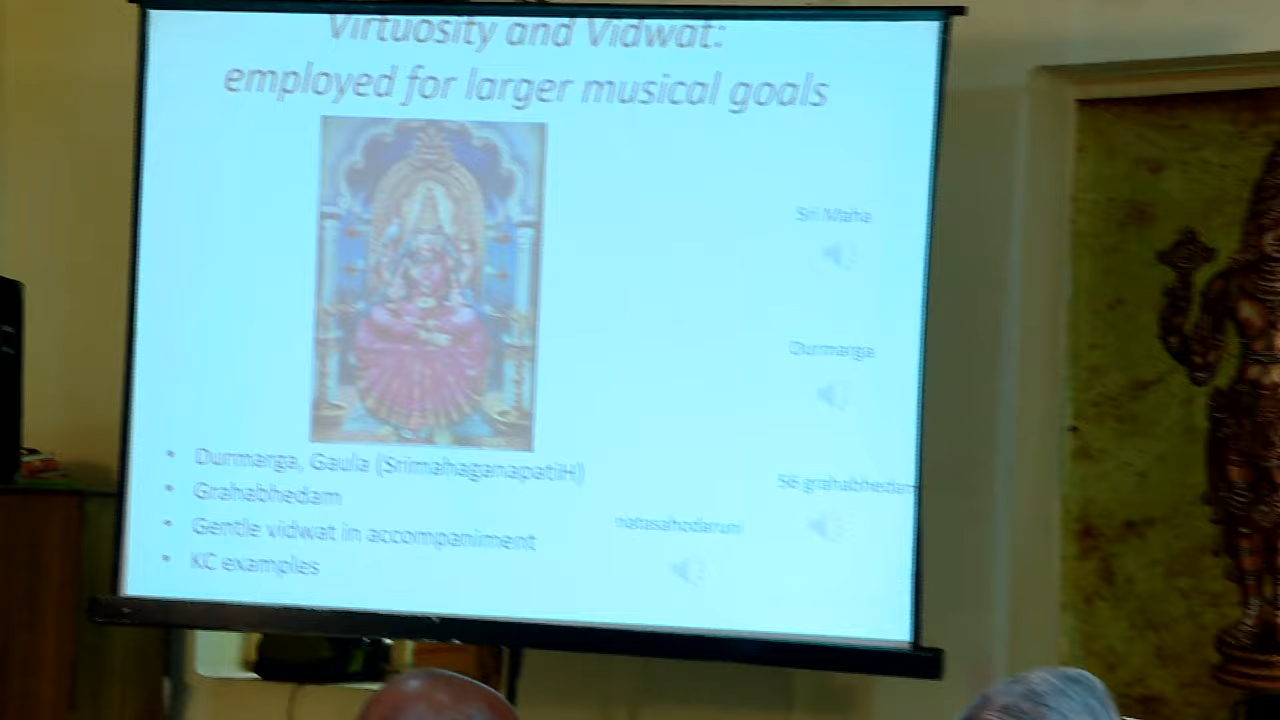 Virtuosity and Vidwat:
employed for larger musical goals
Sri Maha
Durmarga
• Durmarga, Gaula (SrimahaganapatiH)
• Grahabhedam
• Gentle vidwat in accompaniment
• KC examples
56 grahabhedam
natasahodaruni